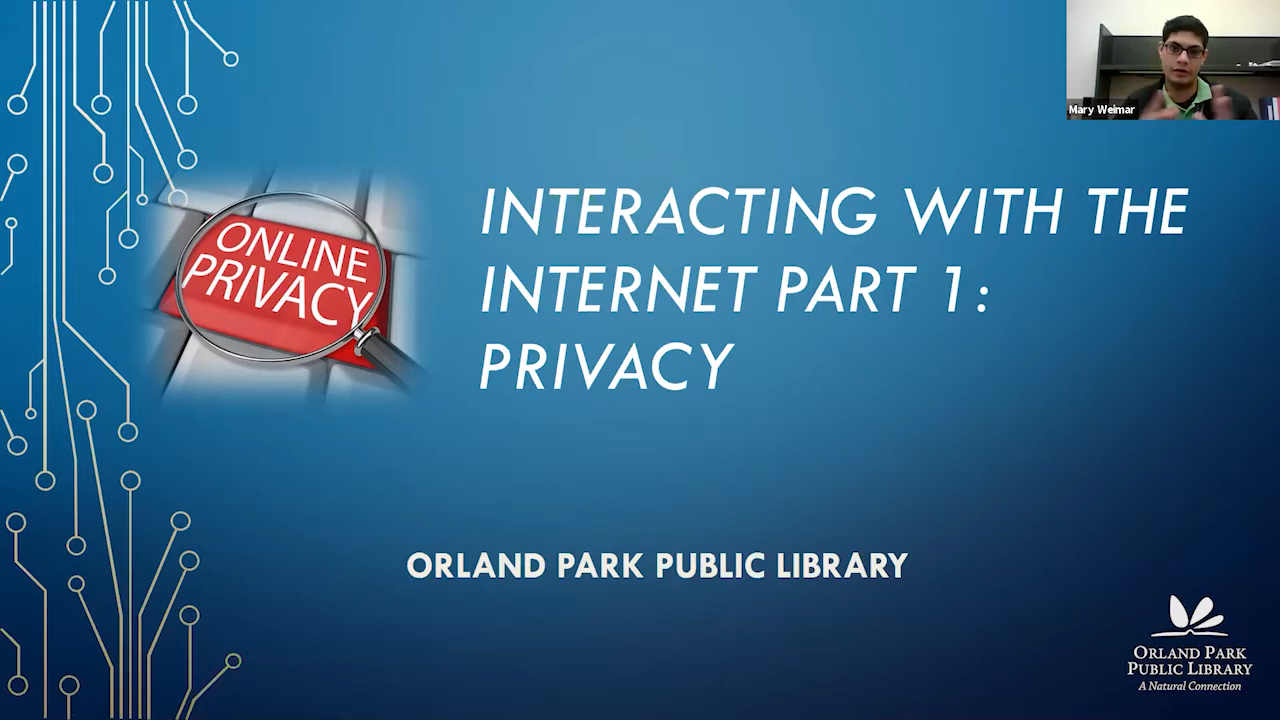 Mary Weimar
ONLINE
PRIVACY
INTERACTING WITH THE
INTERNET PART 1:
PRIVACY
ORLAND PARK PUBLIC LIBRARY
ORLAND PARK
PUBLIC LIBRARY
A Natural Connection